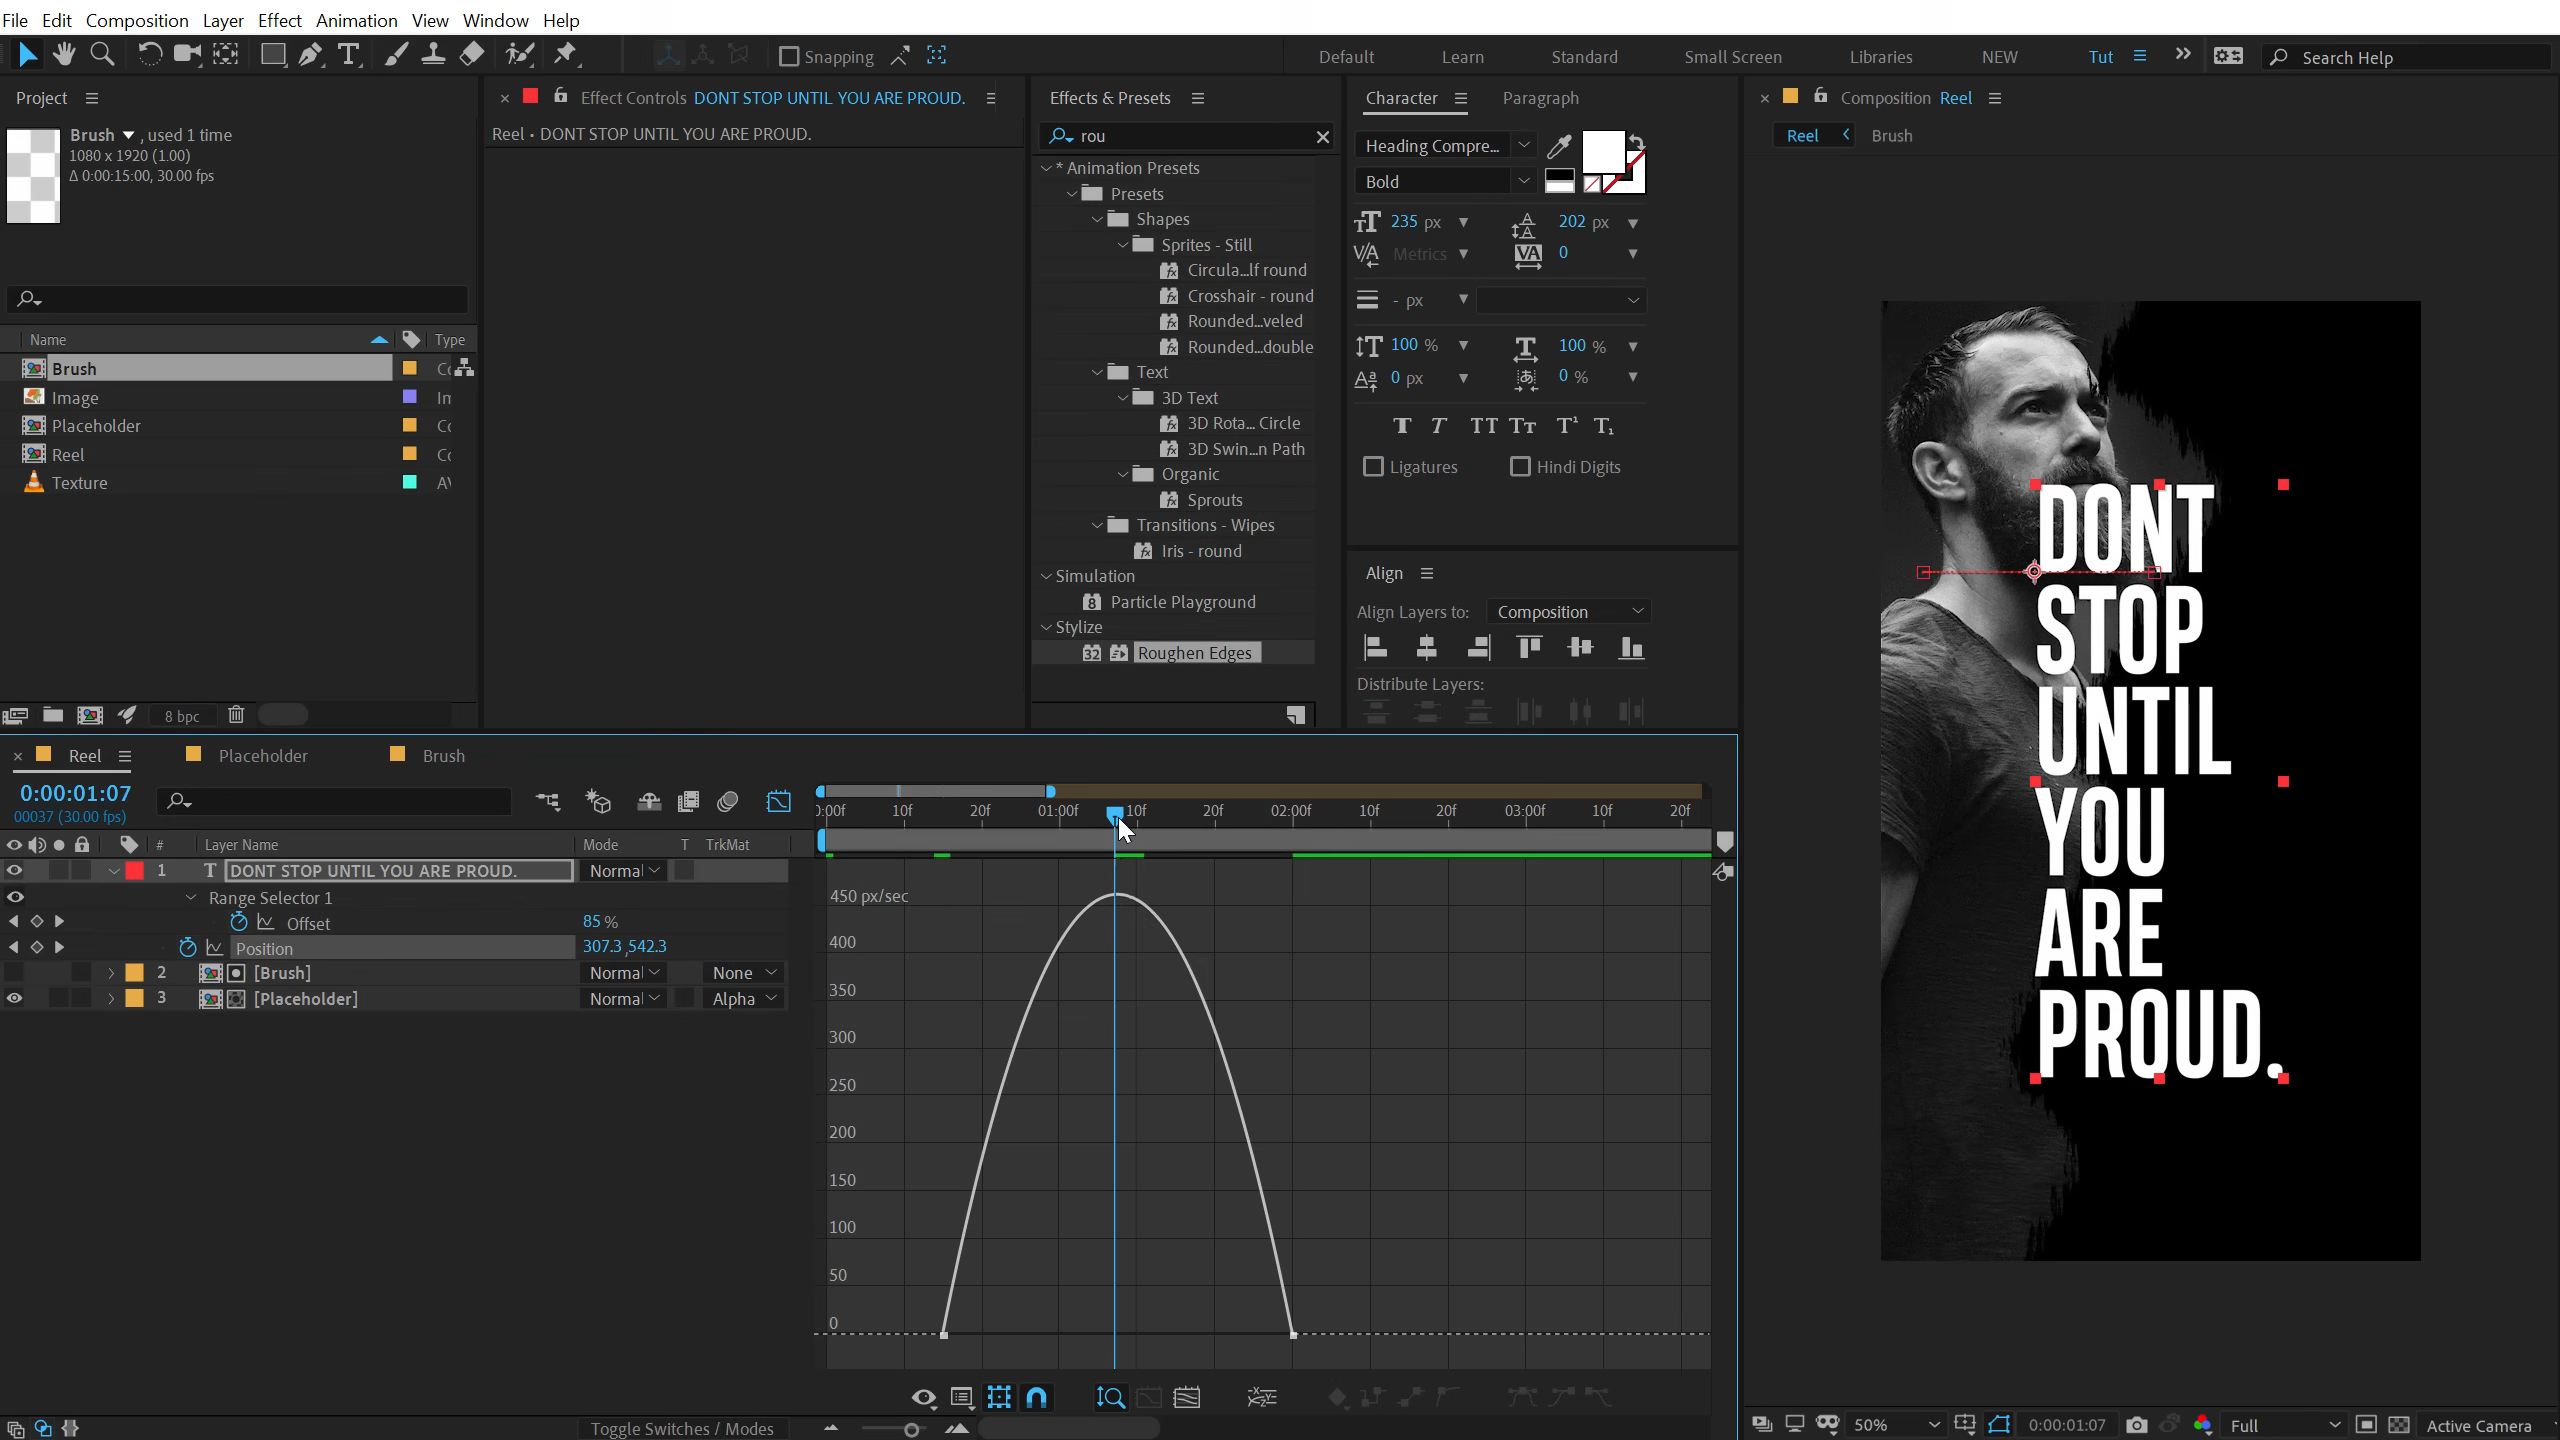 File Edit Composition Layer Effect Animation View Window Help
Snapping
Default Learn Standard Small Screen Libraries NEW Tut
Search Help
Project
Brush , used 1 time
1080 x 1920 (1.00)
Δ 0:00:15:00, 30.00 fps
Name Type
Brush
Image
Placeholder
Reel
Texture
8 bpc
Effect Controls DONT STOP UNTIL YOU ARE PROUD.
Reel • DONT STOP UNTIL YOU ARE PROUD.
Effects & Presets
rou
* Animation Presets
Presets
Shapes
Sprites - Still
Circula...lf round
Crosshair - round
Rounded...veled
Rounded...double
Text
3D Text
3D Rota... Circle
3D Swin...n Path
Organic
Sprouts
Transitions - Wipes
Iris - round
Simulation
Particle Playground
Stylize
Roughen Edges
Character Paragraph
Heading Compre...
Bold
235 px 202 px
Metrics 0
- px
100 % 100 %
0 px 0 %
Ligatures Hindi Digits
Align
Align Layers to: Composition
Distribute Layers:
Composition Reel
Reel Brush
DONT
STOP
UNTIL
YOU
ARE
PROUD.
50% 0:00:01:07 Full Active Camera
Reel Placeholder Brush
0:00:01:07
00037 (30.00 fps)
# Layer Name Mode T TrkMat
1 T DONT STOP UNTIL YOU ARE PROUD. Normal
Range Selector 1
Offset 85 %
Position 307.3 ,542.3
2 [Brush] Normal None
3 [Placeholder] Normal Alpha
0:00f 10f 20f 01:00f 10f 20f 02:00f 10f 20f 03:00f 10f 20f
450 px/sec
400
350
300
250
200
150
100
50
0
Toggle Switches / Modes